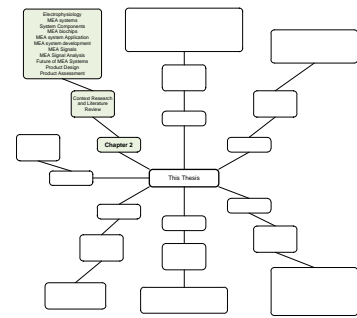 Electrophysiology
MEA systems
System Components
MEA biochips
MEA system Application
MEA system development
MEA Signals
MEA Signal Analysis
Future of MEA Systems
Product Design
Product Assessment
Context Research
and Literature
Review
Chapter 2
This Thesis